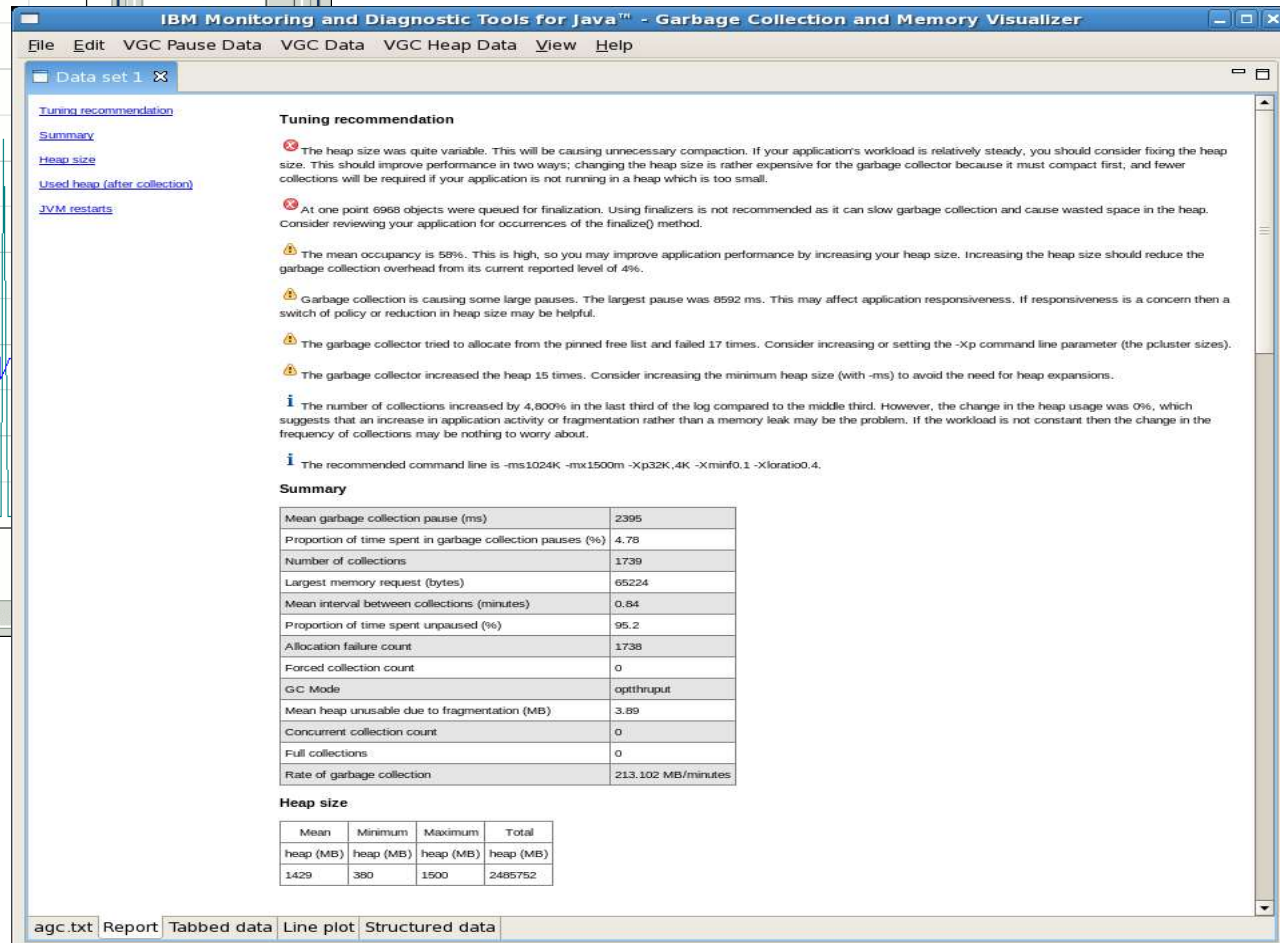 IBM Monitoring and Diagnostic Tools for Java™ - Garbage Collection and Memory Visualizer
File Edit VGC Pause Data VGC Data VGC Heap Data View Help
Data set 1
Tuning recommendation
Summary
Heap size
Used heap (after collection)
JVM restarts
Tuning recommendation
The heap size was quite variable. This will be causing unnecessary compaction. If your application's workload is relatively steady, you should consider fixing the heap
size. This should improve performance in two ways; changing the heap size is rather expensive for the garbage collector because it must compact first, and fewer
collections will be required if your application is not running in a heap which is too small.
At one point 6968 objects were queued for finalization. Using finalizers is not recommended as it can slow garbage collection and cause wasted space in the heap.
Consider reviewing your application for occurrences of the finalize() method.
The mean occupancy is 58%. This is high, so you may improve application performance by increasing your heap size. Increasing the heap size should reduce the
garbage collection overhead from its current reported level of 4%.
Garbage collection is causing some large pauses. The largest pause was 8592 ms. This may affect application responsiveness. If responsiveness is a concern then a
switch of policy or reduction in heap size may be helpful.
The garbage collector tried to allocate from the pinned free list and failed 17 times. Consider increasing or setting the -Xp command line parameter (the pcluster sizes).
The garbage collector increased the heap 15 times. Consider increasing the minimum heap size (with -ms) to avoid the need for heap expansions.
The number of collections increased by 4,800% in the last third of the log compared to the middle third. However, the change in the heap usage was 0%, which
suggests that an increase in application activity or fragmentation rather than a memory leak may be the problem. If the workload is not constant then the change in the
frequency of collections may be nothing to worry about.
The recommended command line is -ms1024K -mx1500m -Xp32K,4K -Xminf0.1 -Xloratio0.4.
Summary
Mean garbage collection pause (ms) 2395
Proportion of time spent in garbage collection pauses (%) 4.78
Number of collections 1739
Largest memory request (bytes) 65224
Mean interval between collections (minutes) 0.84
Proportion of time spent unpaused (%) 95.2
Allocation failure count 1738
Forced collection count 0
GC Mode optthruput
Mean heap unusable due to fragmentation (MB) 3.89
Concurrent collection count 0
Full collections 0
Rate of garbage collection 213.102 MB/minutes
Heap size
Mean Minimum Maximum Total
heap (MB) heap (MB) heap (MB) heap (MB)
1429 380 1500 2485752
agc.txt Report Tabbed data Line plot Structured data